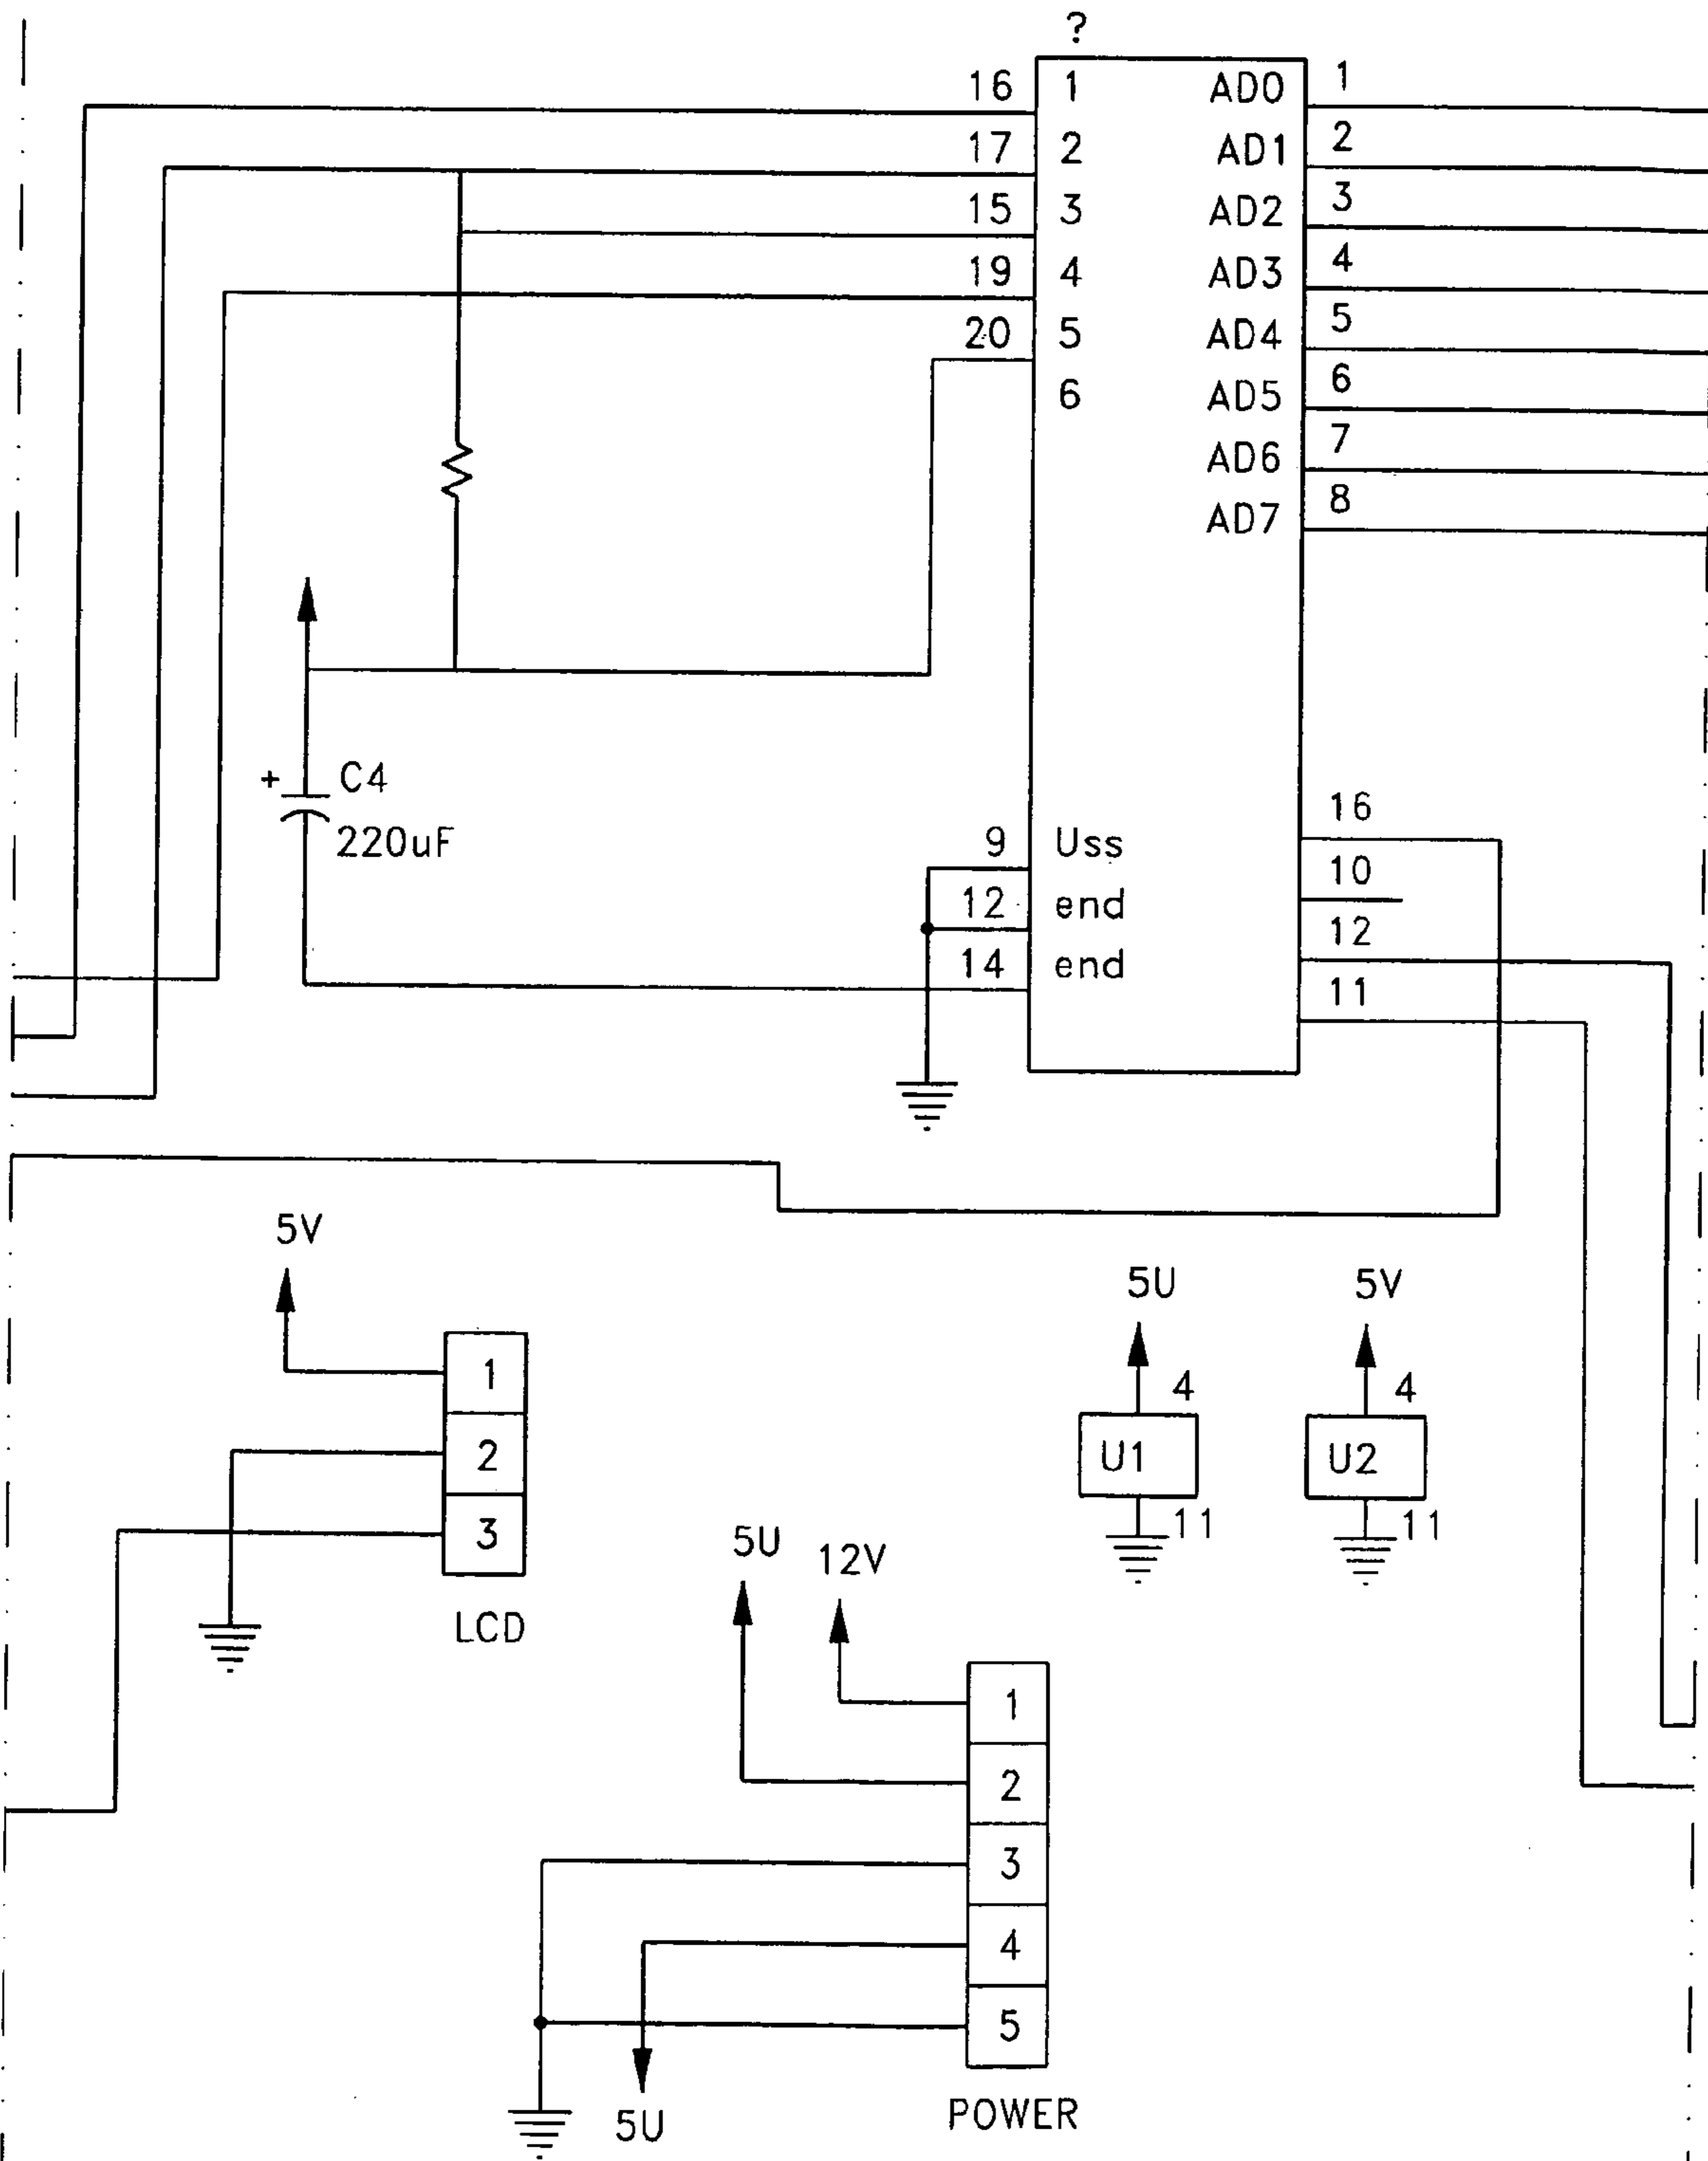 ?
16 1 AD0 1
17 2 AD1 2
15 3 AD2 3
19 4 AD3 4
20 5 AD4 5
6 AD5 6
AD6 7
AD7 8
+ C4
220uF
16
9 Uss
10
12 end
12
14 end
11
5V
5U 5V
1
4 4
2
U1 U2
3
11 11
LCD
5U 12V
1
2
3
4
5
5U
POWER